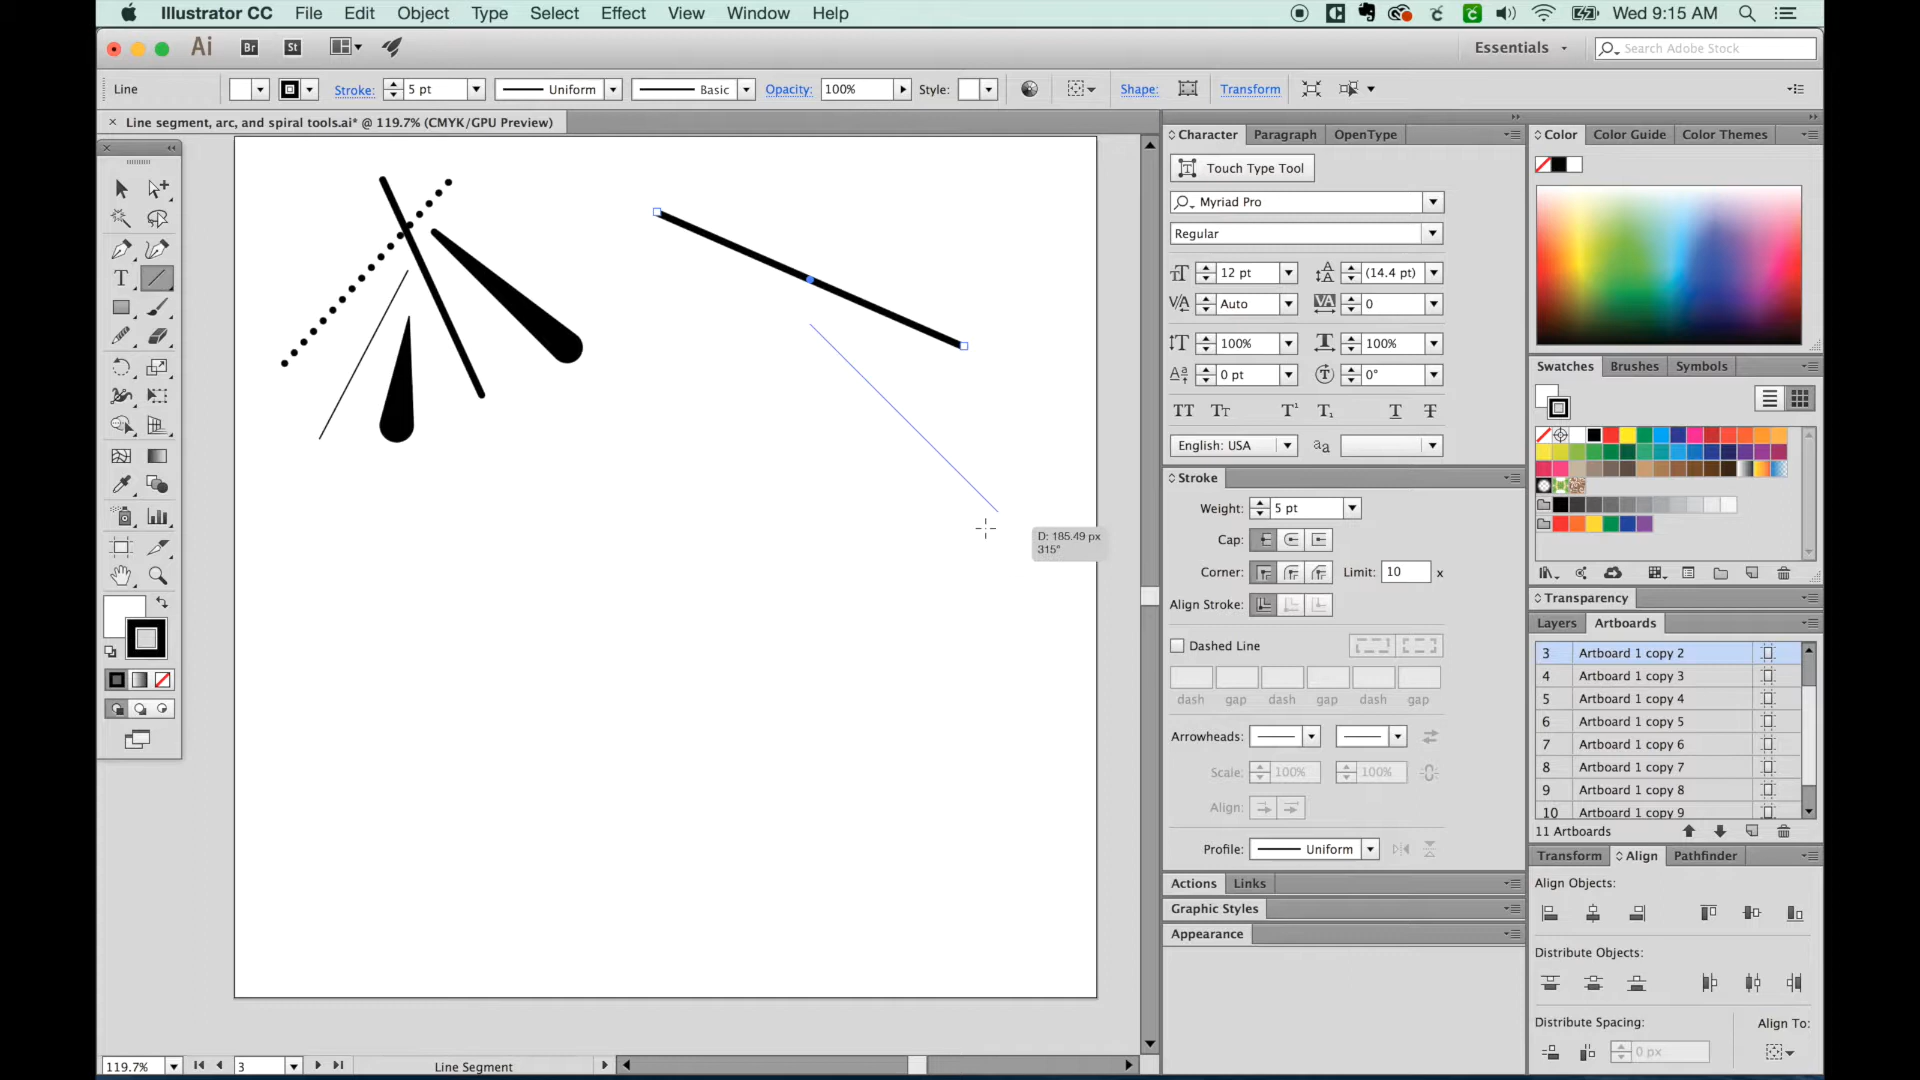 Illustrator CC File Edit Object Type Select Effect View Window Help Wed 9:15 AM
Ai Br St Essentials Search Adobe Stock
Line Stroke: 5 pt Uniform Basic Opacity: 100% Style: Shape: Transform
× Line segment, arc, and spiral tools.ai* @ 119.7% (CMYK/GPU Preview)
Character Paragraph OpenType
Touch Type Tool
Myriad Pro
Regular
12 pt (14.4 pt)
Auto 0
100% 100%
0 pt 0°
English: USA
Stroke
Weight: 5 pt
Cap:
Corner: Limit: 10 x
Align Stroke:
Dashed Line
dash gap dash gap dash gap
Arrowheads:
Scale: 100% 100%
Align:
Profile: Uniform
Actions Links
Graphic Styles
Appearance
Color Color Guide Color Themes
Swatches Brushes Symbols
Transparency
Layers Artboards
3 Artboard 1 copy 2
4 Artboard 1 copy 3
5 Artboard 1 copy 4
6 Artboard 1 copy 5
7 Artboard 1 copy 6
8 Artboard 1 copy 7
9 Artboard 1 copy 8
10 Artboard 1 copy 9
11 Artboards
Transform Align Pathfinder
Align Objects:
Distribute Objects:
Distribute Spacing: Align To:
0 px
D: 185.49 px
315°
119.7% 3 Line Segment